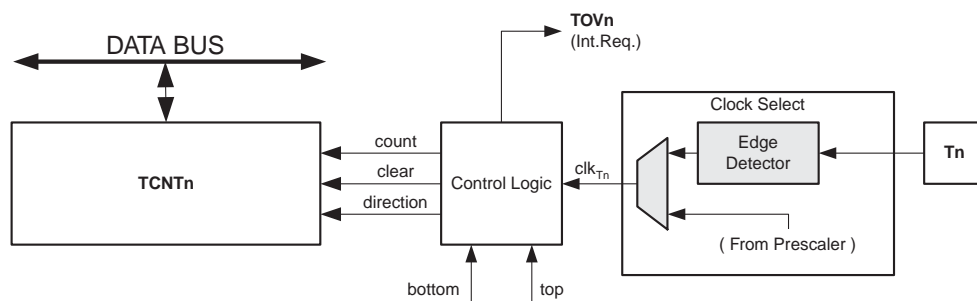 TOVn
(Int.Req.)
DATA BUS
Clock Select
count
Edge
Detector
Tn
TCNTn
clear
Control Logic
clkTn
direction
( From Prescaler )
bottom
top